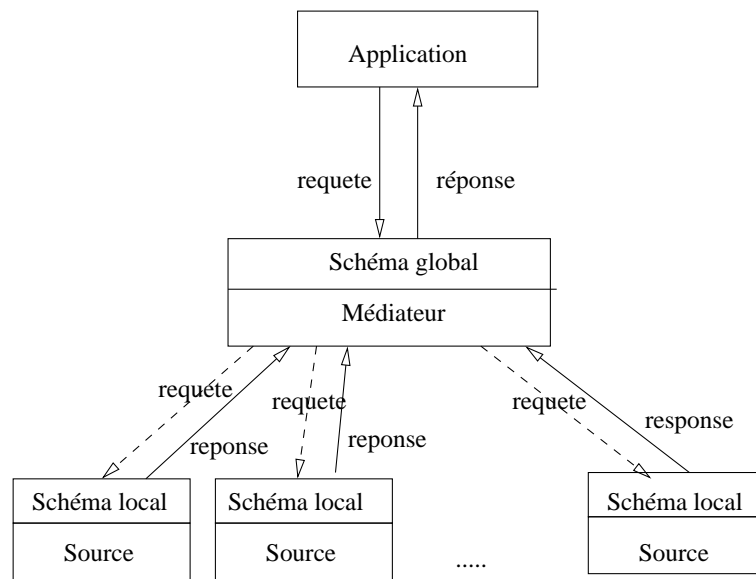 Application
requete
réponse
Schéma global
Médiateur
requete
reponse
requete
reponse
requete
response
Schéma local
Source
Schéma local
Source
.....
Schéma local
Source